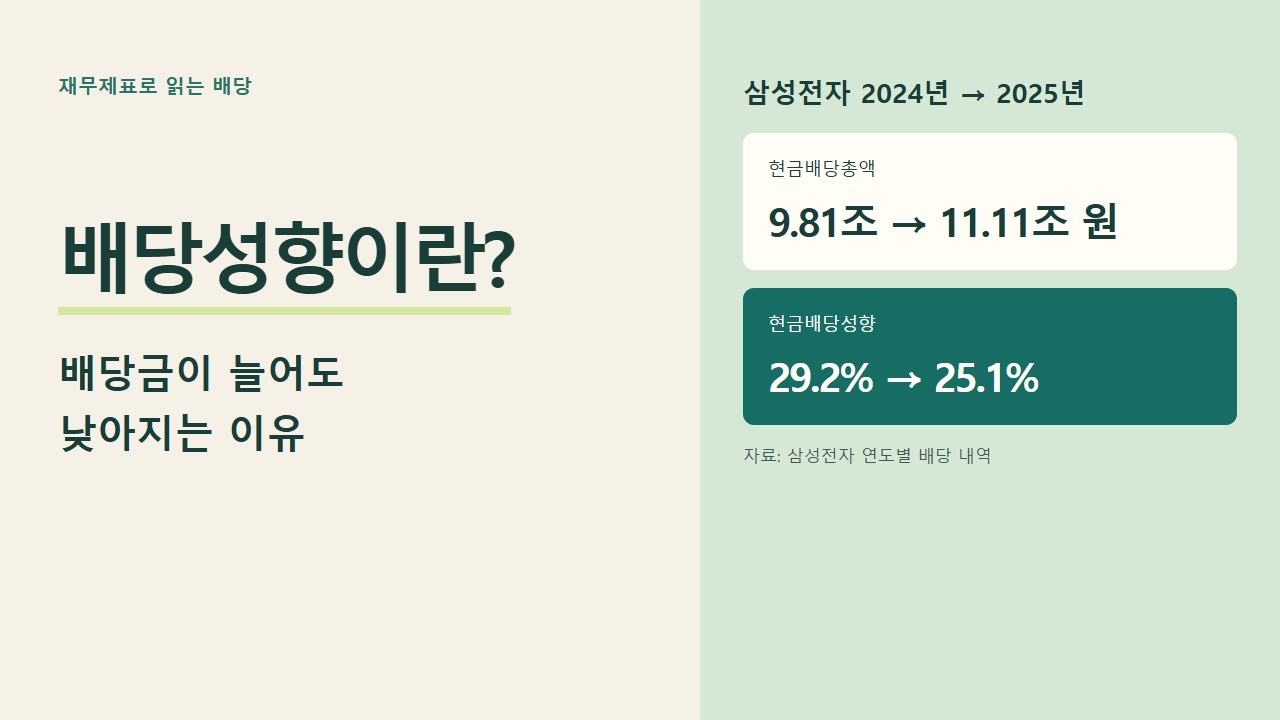 재무제표로 읽는 배당
배당성향이란?
배당금이 늘어도
낮아지는 이유
삼성전자 2024년 → 2025년
현금배당총액
9.81조 → 11.11조 원
현금배당성향
29.2% → 25.1%
자료: 삼성전자 연도별 배당 내역